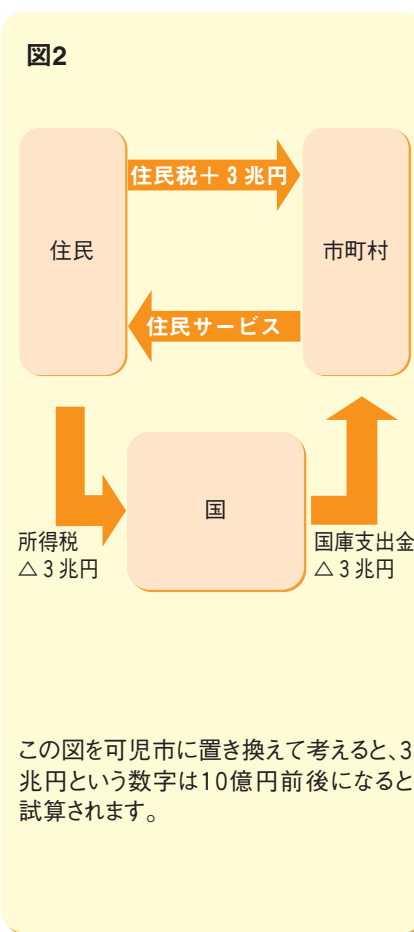 図2
住民税＋３兆円
住民
市町村
住民サービス
国
所得税
△３兆円
国庫支出金
△３兆円
この図を可児市に置き換えて考えると、3
兆円という数字は10億円前後になると
試算されます。